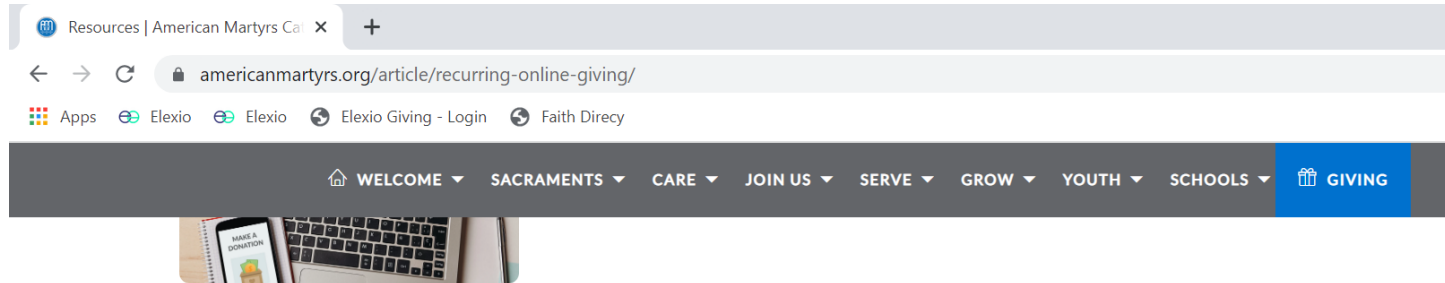 Resources | American Martyrs Ca
americanmartyrs.org/article/recurring-online-giving/
Apps Elexio Elexio Elexio Giving - Login Faith Direcy
WELCOME SACRAMENTS CARE JOIN US SERVE GROW YOUTH SCHOOLS GIVING
MAKE A
DONATION